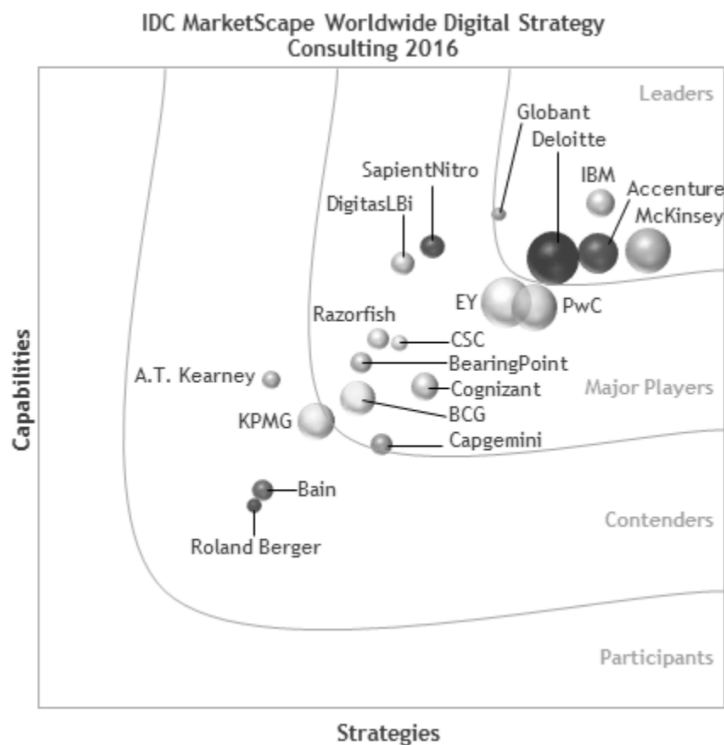 IDC MarketScape Worldwide Digital Strategy
Consulting 2016
Leaders
Globant
Deloitte
SapientNitro
IBM
Accenture
DigitasLBi
McKinsey
EY
PwC
Razorfish
CSC
BearingPoint
A.T. Kearney
Cognizant
Major Players
BCG
KPMG
Capgemini
Bain
Contenders
Roland Berger
Participants
Capabilities
Strategies